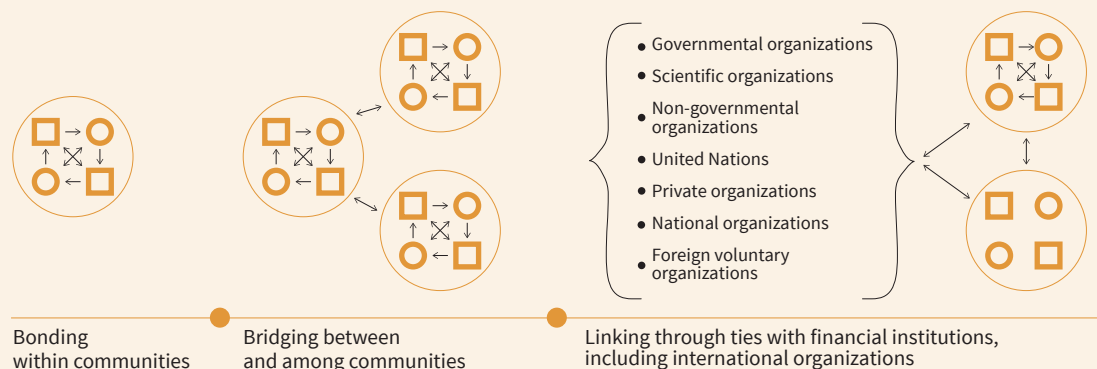 Governmental organizations
Scientific organizations
Non-governmental
organizations
United Nations
Private organizations
National organizations
Foreign voluntary
organizations
Bonding
within communities
Bridging between
and among communities
Linking through ties with financial institutions,
including international organizations